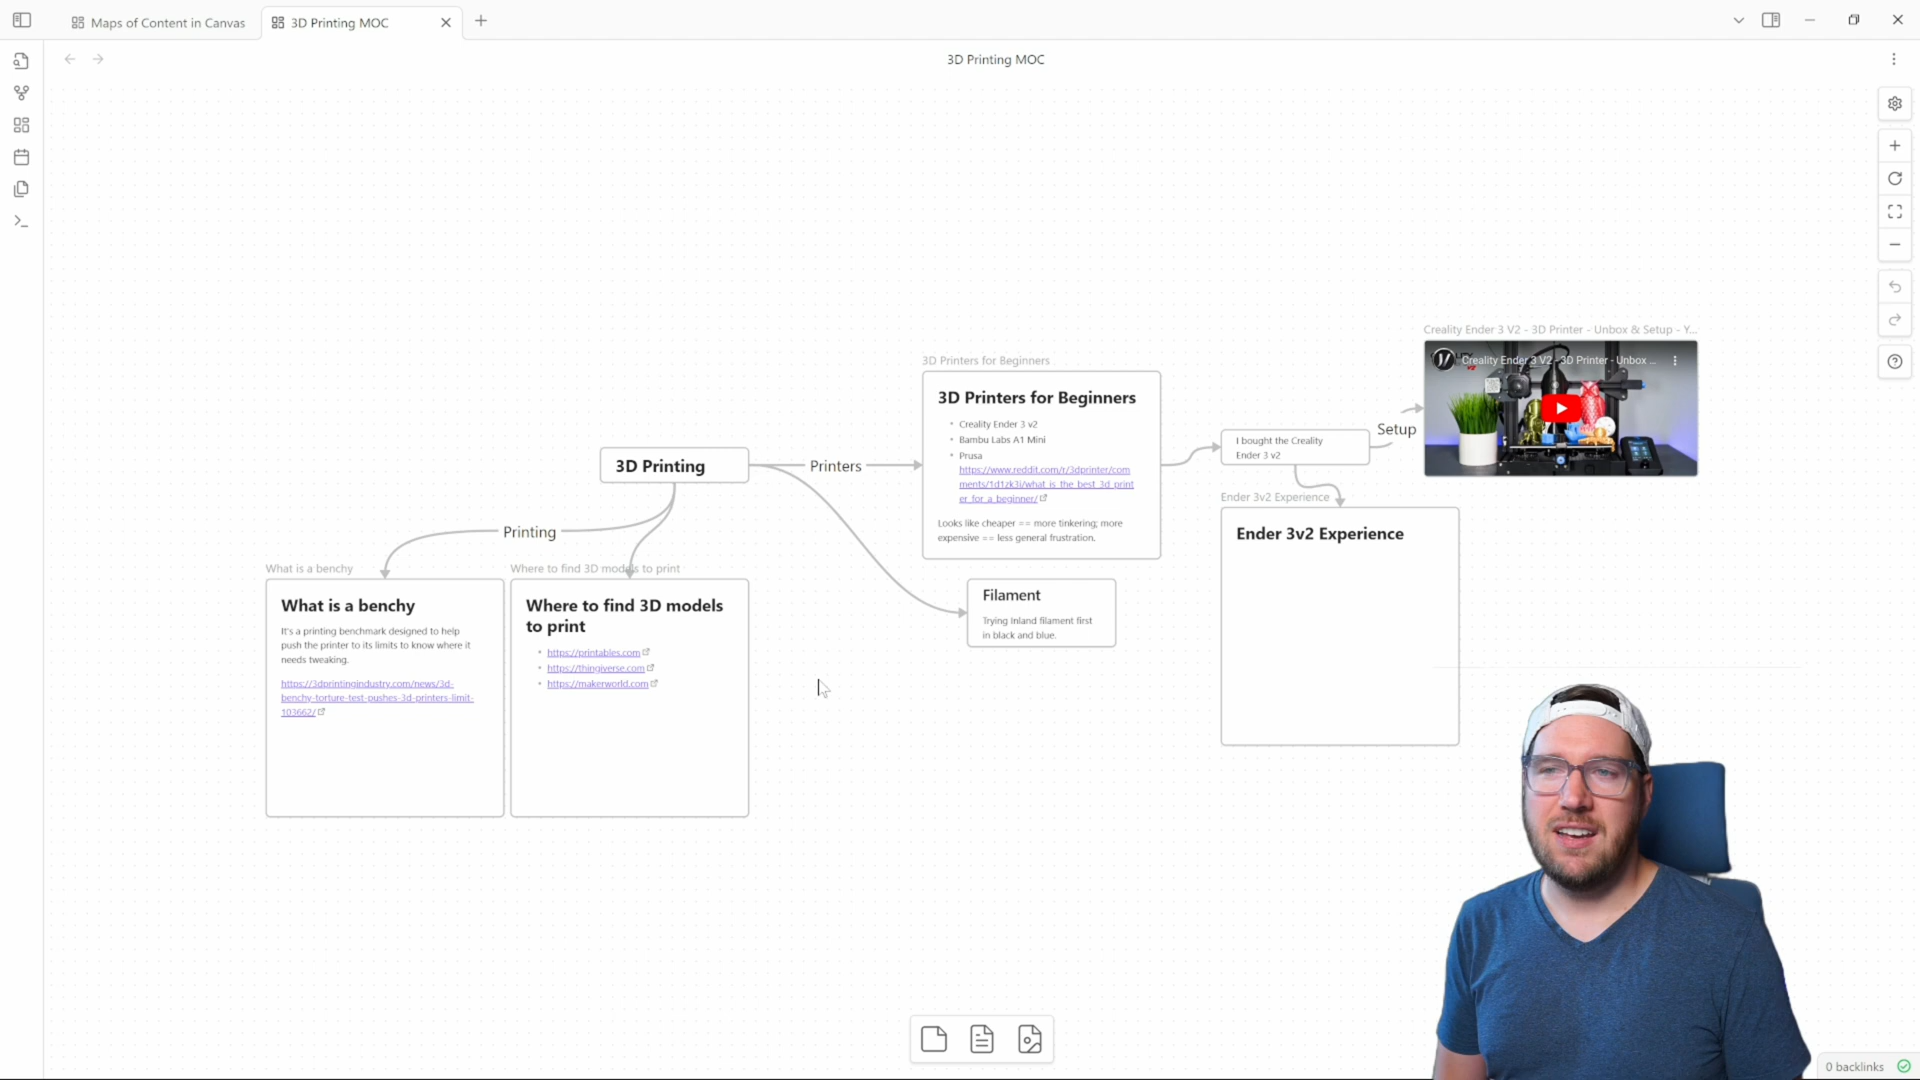 Maps of Content in Canvas
3D Printing MOC
3D Printing MOC
Creality Ender 3 V2 - 3D Printer - Unbox & Setup - Y...
Creality Ender 3 V2 - 3D Printer - Unbox ...
3D Printers for Beginners
3D Printers for Beginners
Creality Ender 3 v2
Bambu Labs A1 Mini
Prusa
https://www.reddit.com/r/3dprinter/com
ments/1d1zk3i/what_is_the_best_3d_print
er_for_a_beginner/
Looks like cheaper == more tinkering; more
expensive == less general frustration.
Setup
I bought the Creality
Ender 3 v2
3D Printing
Printers
Ender 3v2 Experience
Ender 3v2 Experience
Printing
What is a benchy
What is a benchy
It's a printing benchmark designed to help
push the printer to its limits to know where it
needs tweaking.
https://3dprintingindustry.com/news/3d-
benchy-torture-test-pushes-3d-printers-limit-
103662/
Where to find 3D models to print
Where to find 3D models
to print
https://printables.com
https://thingiverse.com
https://makerworld.com
Filament
Trying Inland filament first
in black and blue.
0 backlinks